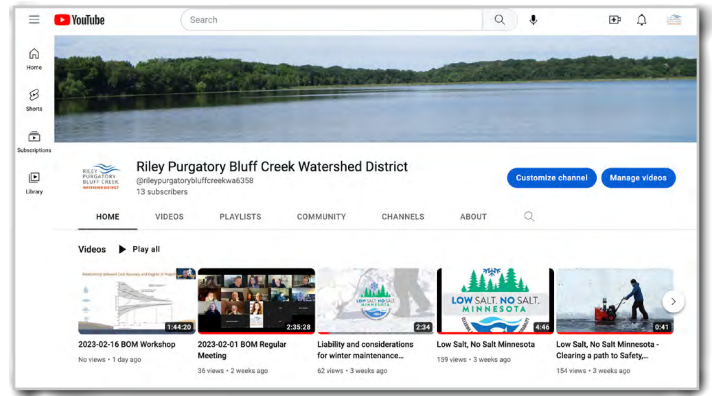 YouTube
Search
Home
Shorts
Subscriptions
Library
RILEY
PURGATORY
BLUFF CREEK
WATERSHED DISTRICT
Riley Purgatory Bluff Creek Watershed District
@rileypurgatorybluffcreekwa6358
13 subscribers
Customize channel
Manage videos
HOME VIDEOS PLAYLISTS COMMUNITY CHANNELS ABOUT
Videos Play all
1:44:20
2:35:28
LOW SALT. NO SALT.
MINNESOTA
2:34
LOW SALT. NO SALT.
MINNESOTA
4:46
0:41
2023-02-16 BOM Workshop
No views • 1 day ago
2023-02-01 BOM Regular
Meeting
36 views • 2 weeks ago
Liability and considerations
for winter maintenance...
62 views • 3 weeks ago
Low Salt, No Salt Minnesota
159 views • 3 weeks ago
Low Salt, No Salt Minnesota -
Clearing a path to Safety,...
154 views • 3 weeks ago